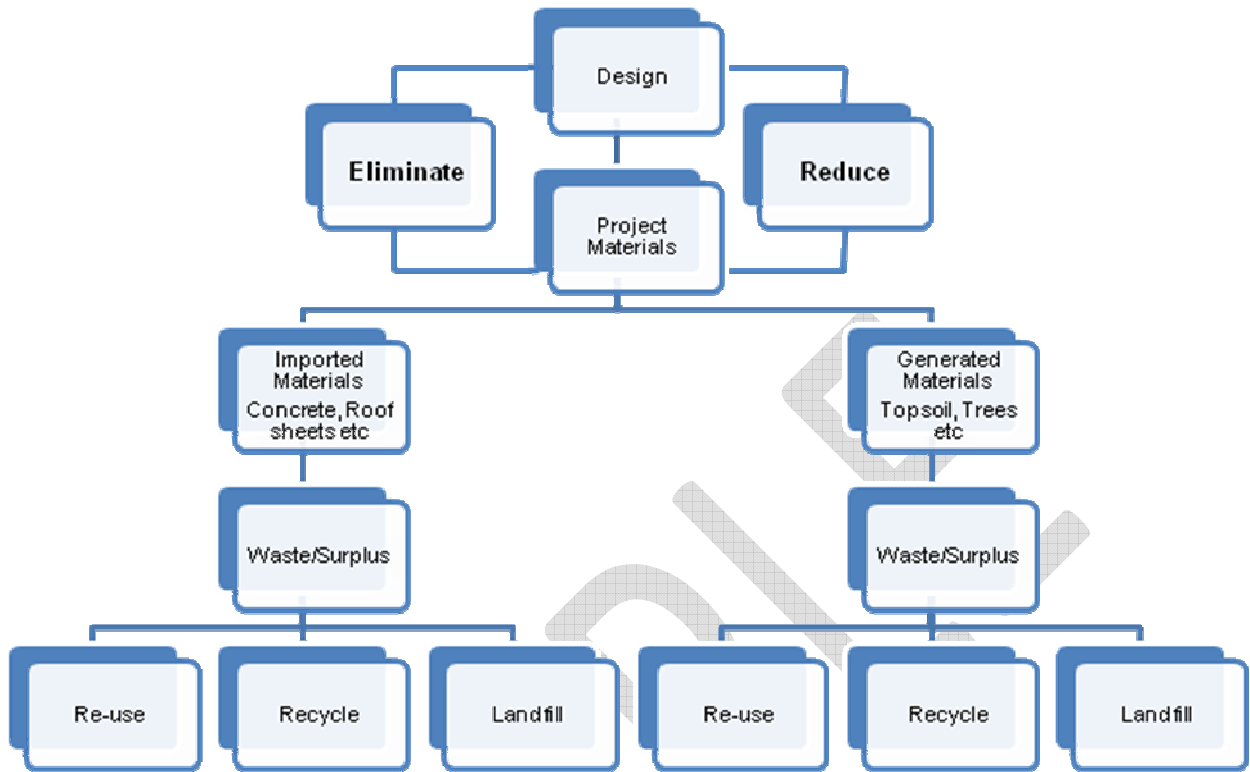 Design
Eliminate
Reduce
Project
Materials
Imported
Materials
Concrete, Roof
sheets etc
Generated
Materials
Topsoil, Trees
etc
Waste/Surplus
Waste/Surplus
Re-use
Recycle
Landfill
Re-use
Recycle
Landfill